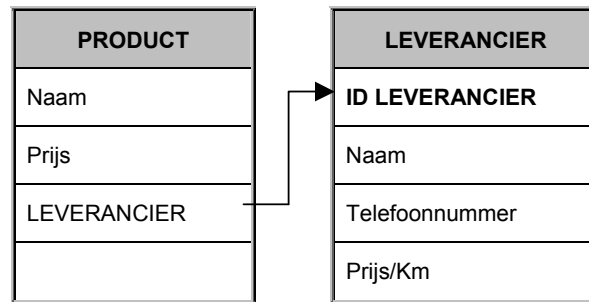 PRODUCT
Naam
Prijs
LEVERANCIER
LEVERANCIER
ID LEVERANCIER
Naam
Telefoonnummer
Prijs/Km